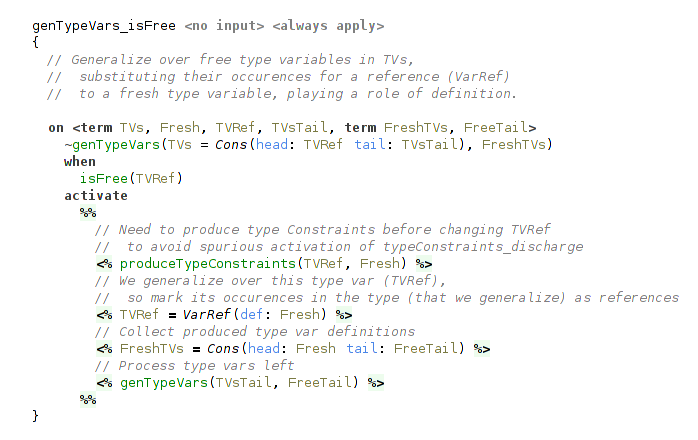 genTypeVars_isFree <no input> <always apply>
{
// Generalize over free type variables in TVs,
//  substituting their occurences for a reference (VarRef)
//  to a fresh type variable, playing a role of definition.
on <term TVs, Fresh, TVRef, TVsTail, term FreshTVs, FreeTail>
~genTypeVars(TVs = Cons(head: TVRef tail: TVsTail), FreshTVs)
when
isFree(TVRef)
activate
%%
// Need to produce type Constraints before changing TVRef
//  to avoid spurious activation of typeConstraints_discharge
<% produceTypeConstraints(TVRef, Fresh) %>
// We generalize over this type var (TVRef),
//  so mark its occurences in the type (that we generalize) as references
<% TVRef = VarRef(def: Fresh) %>
// Collect produced type var definitions
<% FreshTVs = Cons(head: Fresh tail: FreeTail) %>
// Process type vars left
<% genTypeVars(TVsTail, FreeTail) %>
%%
}